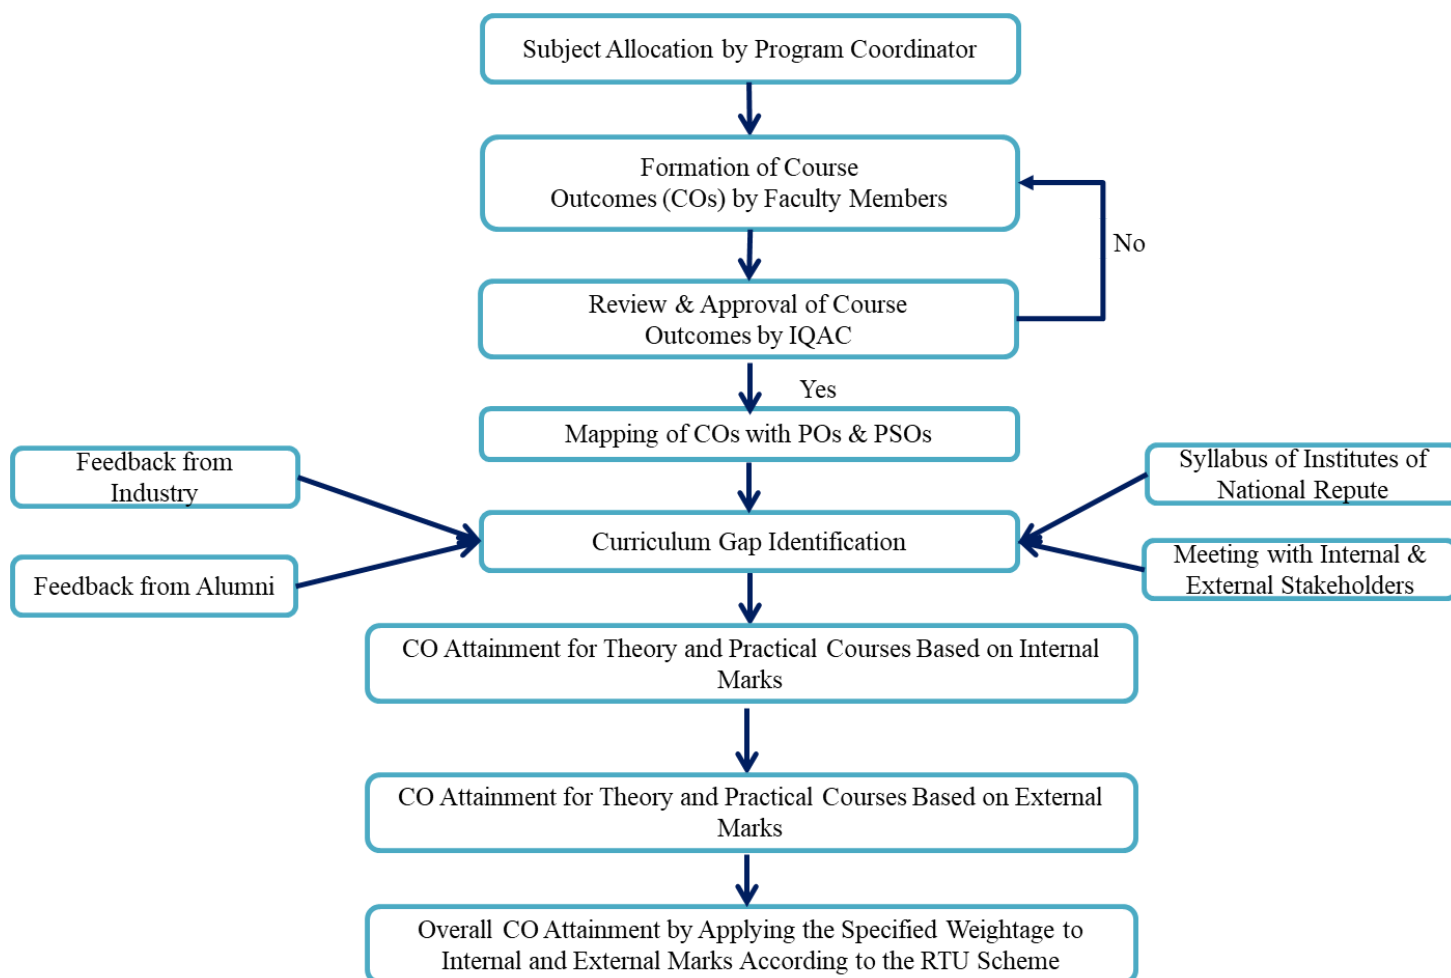 Subject Allocation by Program Coordinator
Formation of Course
Outcomes (COs) by Faculty Members
No
Review & Approval of Course
Outcomes by IQAC
Yes
Mapping of COs with POs & PSOs
Feedback from
Industry
Syllabus of Institutes of
National Repute
Curriculum Gap Identification
Feedback from Alumni
Meeting with Internal &
External Stakeholders
CO Attainment for Theory and Practical Courses Based on Internal
Marks
CO Attainment for Theory and Practical Courses Based on External
Marks
Overall CO Attainment by Applying the Specified Weightage to
Internal and External Marks According to the RTU Scheme